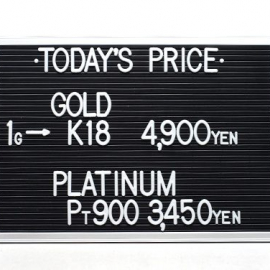 ·TODAY'S PRICE·
GOLD
1G→ K18 4,900YEN
PLATINUM
PT900 3,450YEN